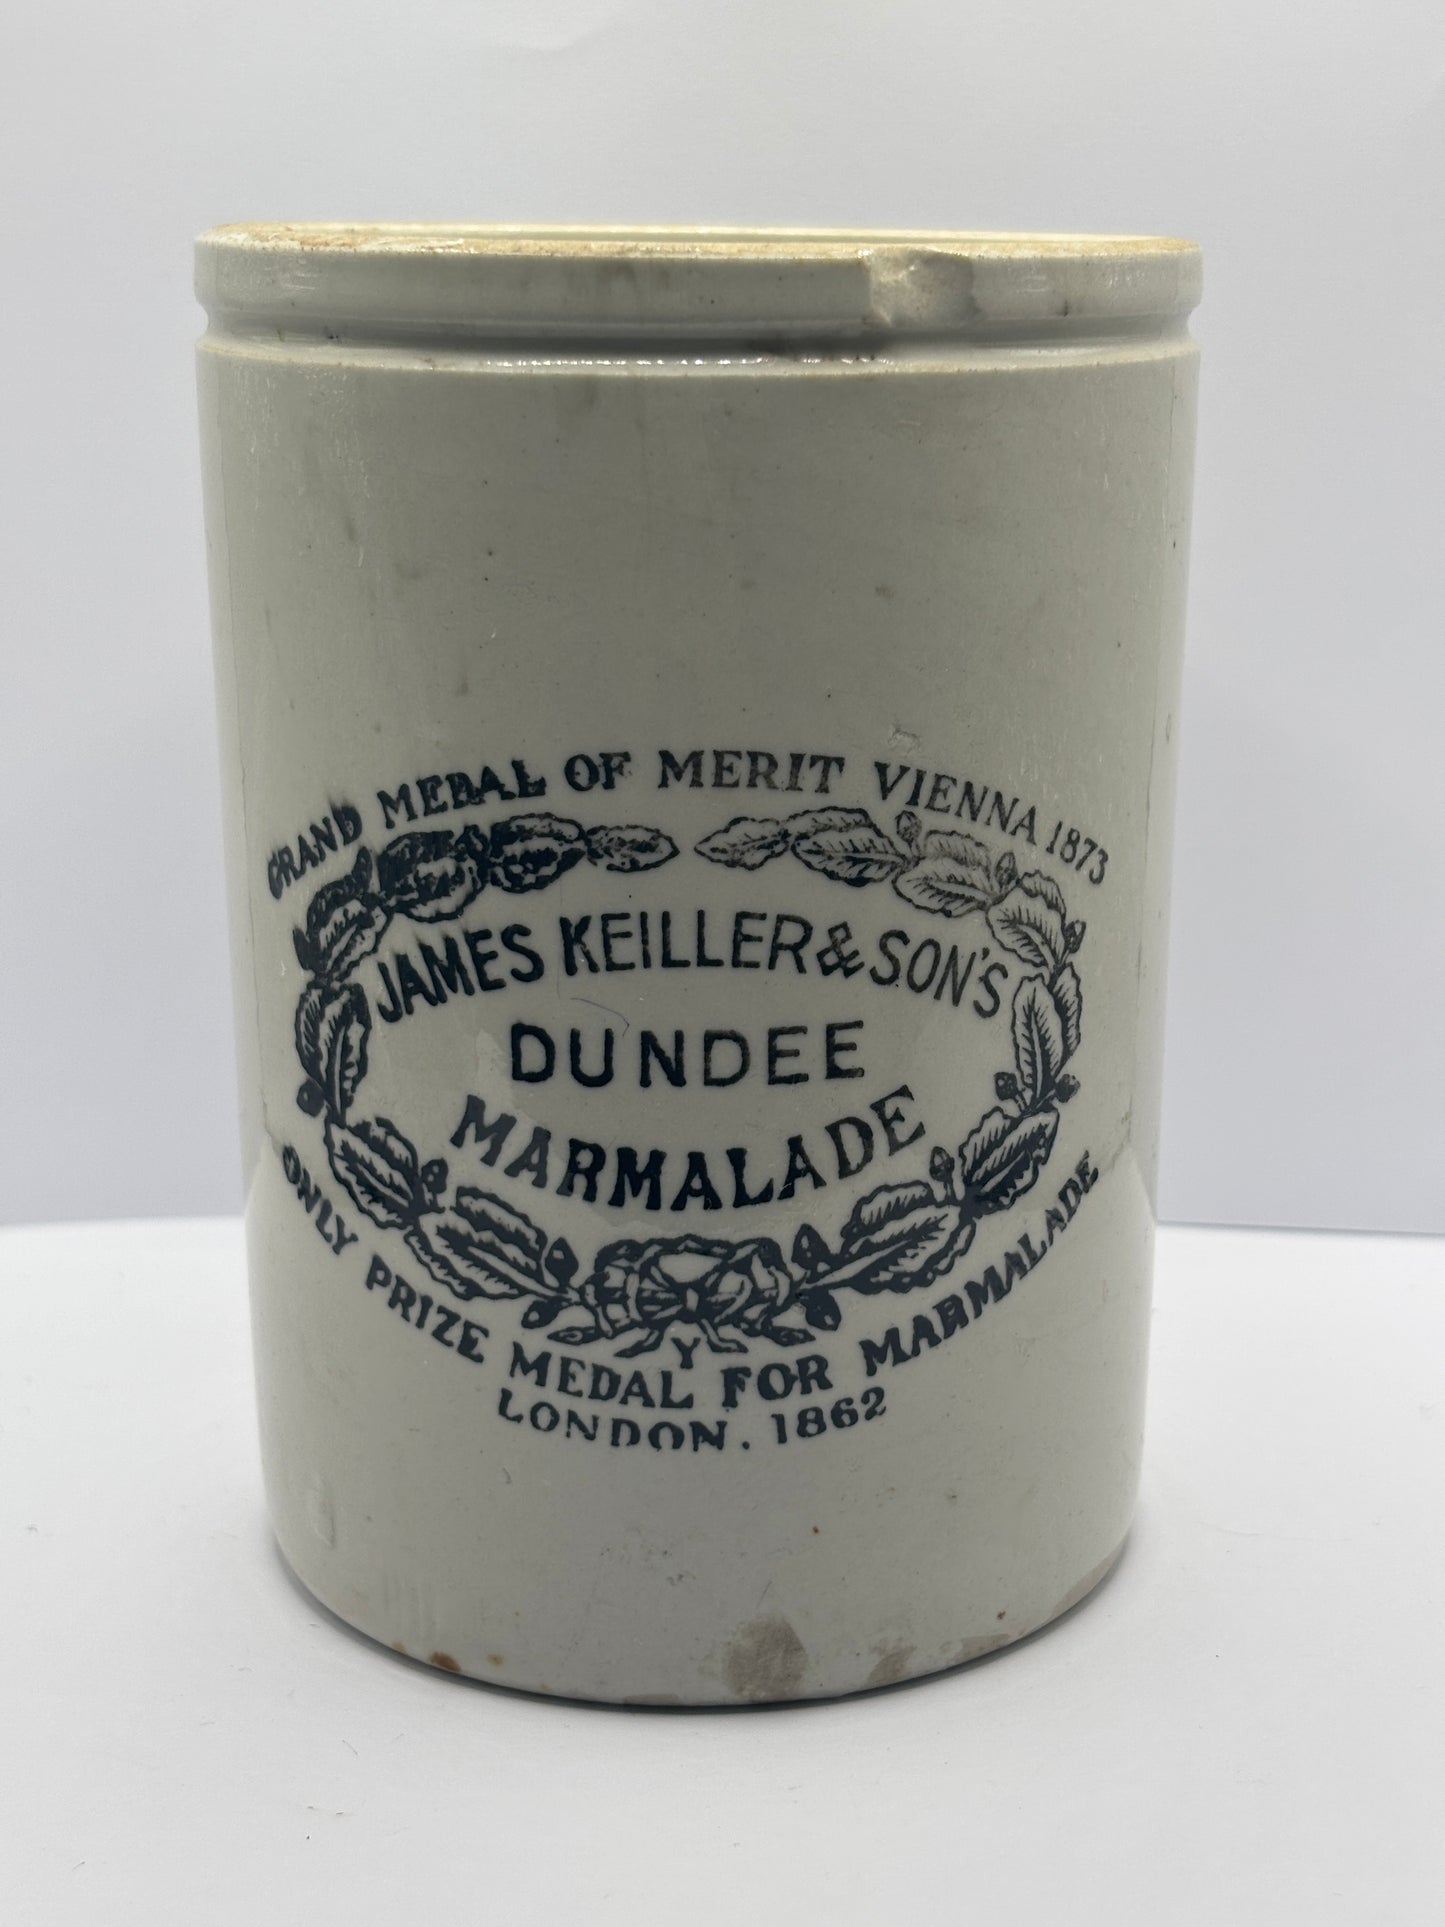 GRAND MEDAL OF MERIT VIENNA 1873
JAMES KEILLER & SON'S
DUNDEE
MARMALADE
Y
ONLY PRIZE MEDAL FOR MARMALADE
LONDON. 1862